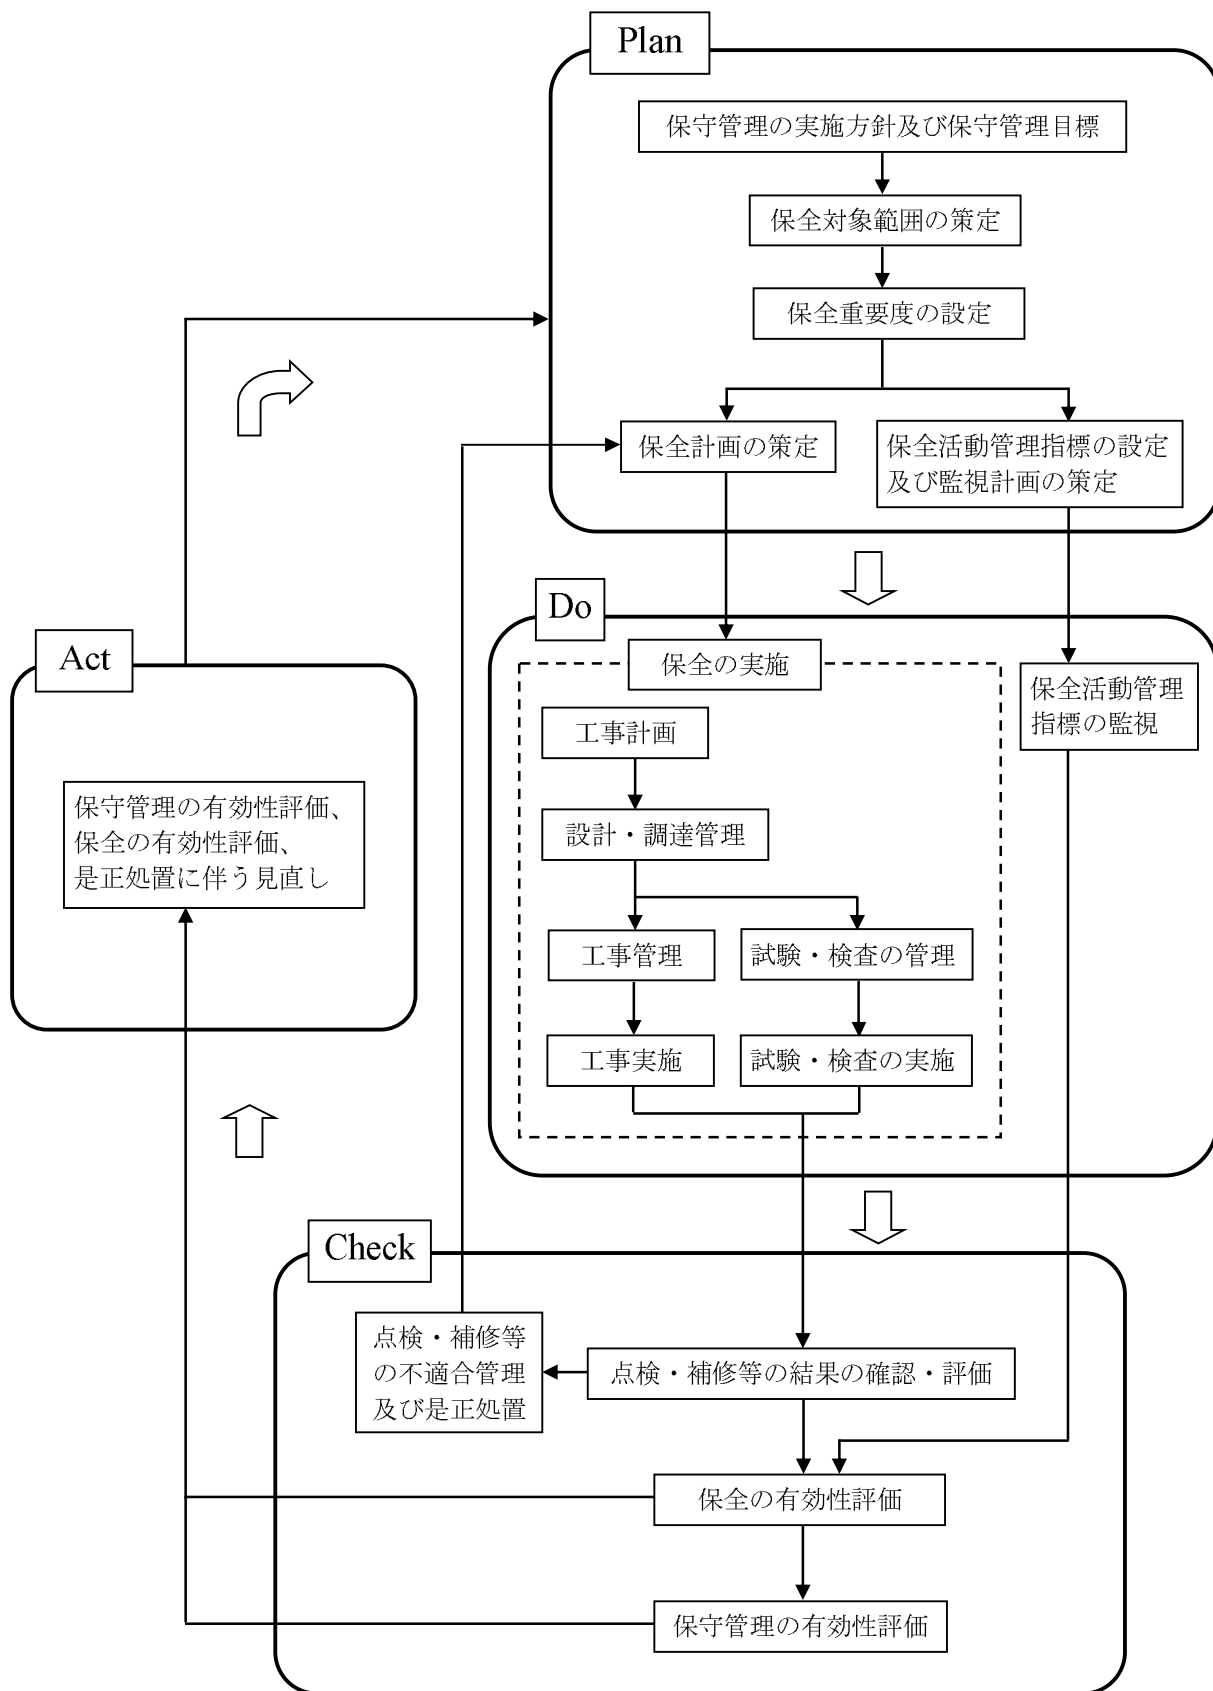 Plan
保守管理の実施方針及び保守管理目標
保全対象範囲の策定
保全重要度の設定
保全計画の策定
保全活動管理指標の設定
及び監視計画の策定
Do
保全の実施
保全活動管理
指標の監視
工事計画
設計・調達管理
工事管理
試験・検査の管理
工事実施
試験・検査の実施
Act
保守管理の有効性評価、
保全の有効性評価、
是正処置に伴う見直し
Check
点検・補修等
の不適合管理
及び是正処置
点検・補修等の結果の確認・評価
保全の有効性評価
保守管理の有効性評価